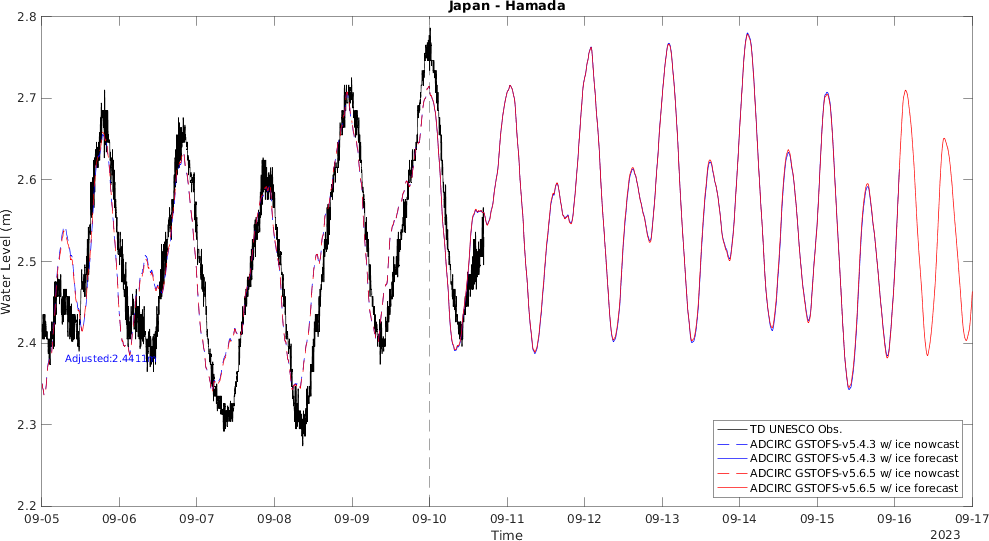 Japan - Hamada
2.8
2.7
2.6
2.5
2.4
2.3
2.2
Water Level (m)
Adjusted:2.4411
TD UNESCO Obs.
ADCIRC GSTOFS-v5.4.3 w/ ice nowcast
ADCIRC GSTOFS-v5.4.3 w/ ice forecast
ADCIRC GSTOFS-v5.6.5 w/ ice nowcast
ADCIRC GSTOFS-v5.6.5 w/ ice forecast
09-05 09-06 09-07 09-08 09-09 09-10 09-11 09-12 09-13 09-14 09-15 09-16 09-17
Time
2023